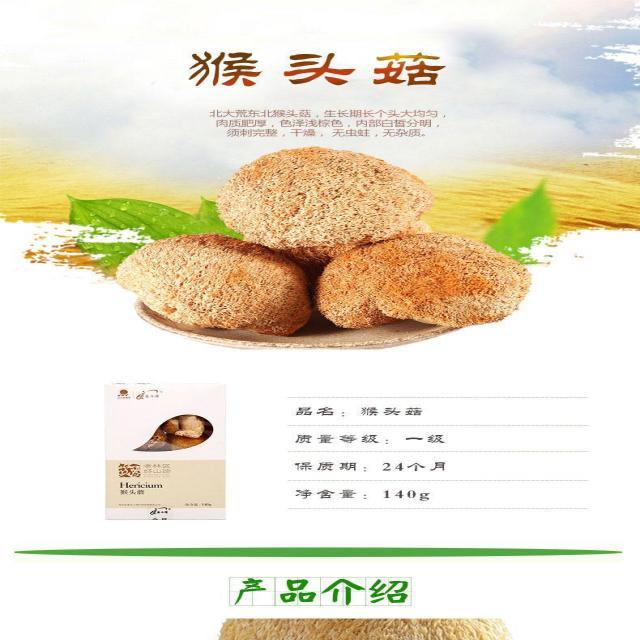 猴头菇
北大荒东北猴头菇，生长期长个头大均匀，
肉质肥厚，色泽浅棕色，内部白皙分明，
须刺完整，干燥，无虫蛀，无杂质。
品名：猴头菇
质量等级：一级
保质期：24个月
净含量：140g
Hericium
猴头蘑
产品介绍